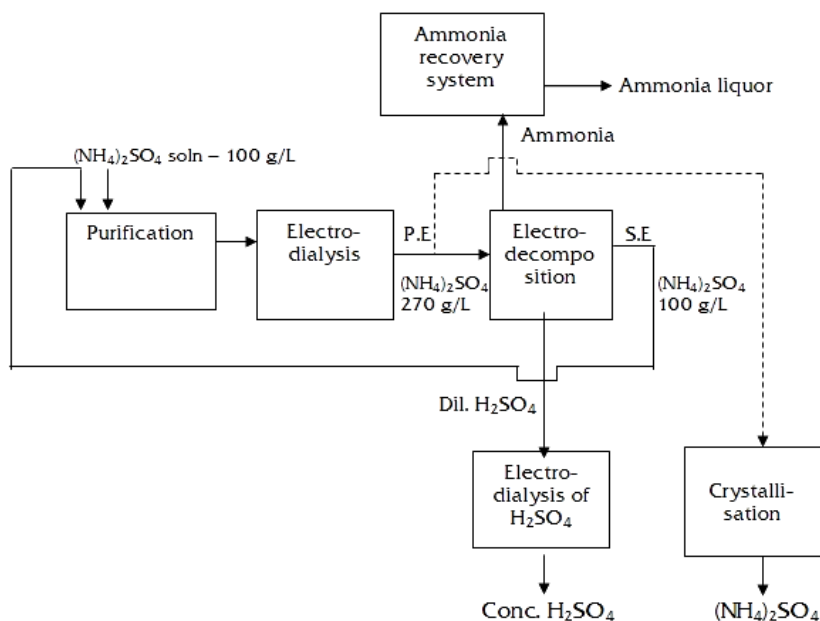 Ammonia
recovery
system
Ammonia liquor
Ammonia
(NH₄)₂SO₄ soln – 100 g/L
Purification
Electro-
dialysis
P.E
(NH₄)₂SO₄
270 g/L
Electro-
decompo
sition
S.E
(NH₄)₂SO₄
100 g/L
Dil. H₂SO₄
Electro-
dialysis of
H₂SO₄
Crystalli-
sation
Conc. H₂SO₄
(NH₄)₂SO₄